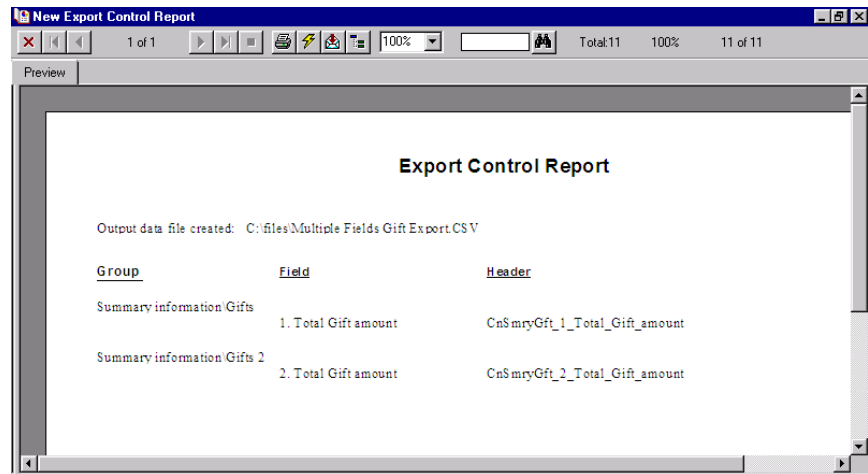 New Export Control Report
1 of 1 100% Total:11 100% 11 of 11
Preview
Export Control Report
Output data file created: C:\files\Multiple Fields Gift Export.CSV
Group Field Header
Summary information\Gifts
1. Total Gift amount CnSmryGft_1_Total_Gift_amount
Summary information\Gifts 2
2. Total Gift amount CnSmryGft_2_Total_Gift_amount